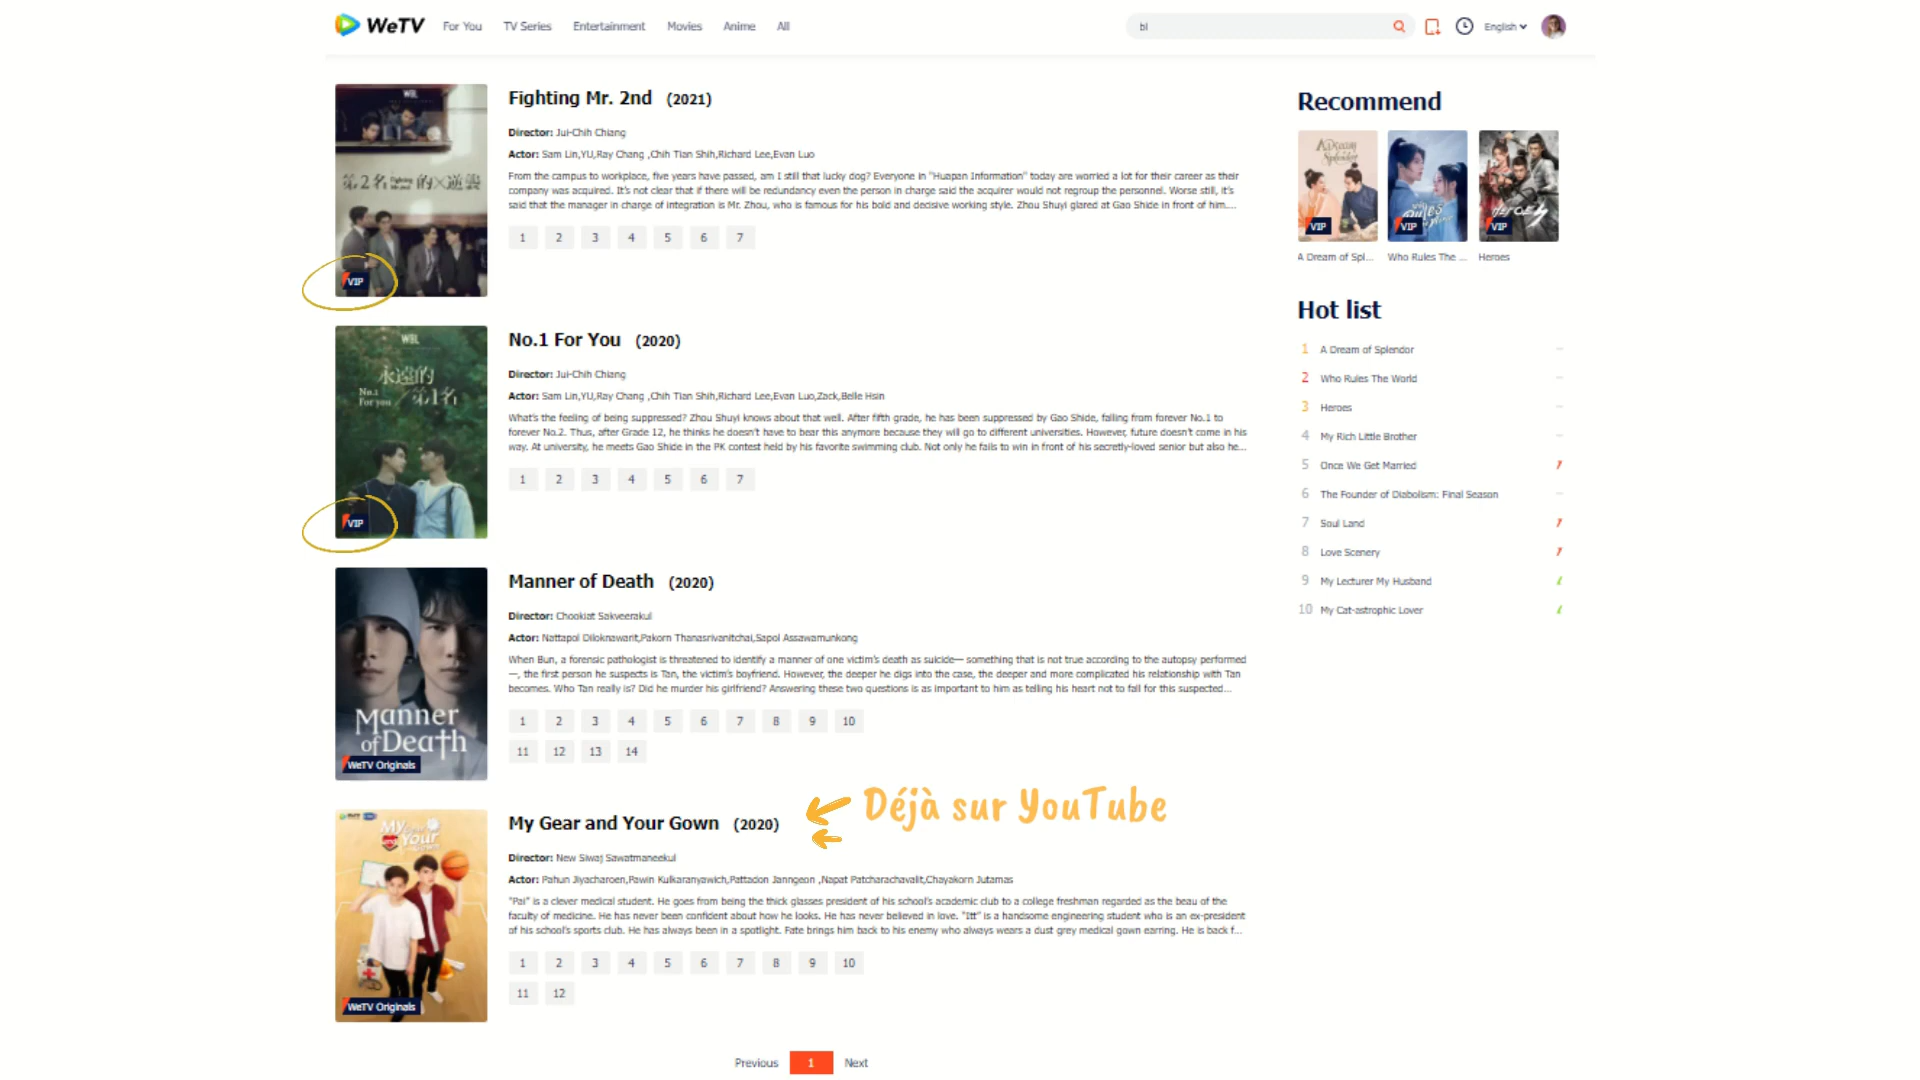 WeTV For You TV Series Entertainment Movies Anime All bl English
Fighting Mr. 2nd (2021)
Director: Jui-Chih Chiang
Actor: Sam Lin,YU,Ray Chang ,Chih Tian Shih,Richard Lee,Evan Luo
From the campus to workplace, five years have passed, am I still that lucky dog? Everyone in "Huapan Information" today are worried a lot for their career as their
company was acquired. It's not clear that if there will be redundancy even the person in charge said the acquirer would not regroup the personnel. Worse still, it's
said that the manager in charge of integration is Mr. Zhou, who is famous for his bold and decisive working style. Zhou Shuyi glared at Gao Shide in front of him....
1 2 3 4 5 6 7
WBL
第2名 Fighting Mr.2nd 的×逆襲
VIP
No.1 For You (2020)
Director: Jui-Chih Chiang
Actor: Sam Lin,YU,Ray Chang ,Chih Tian Shih,Richard Lee,Evan Luo,Zack,Belle Hsin
What's the feeling of being suppressed? Zhou Shuyi knows about that well. After fifth grade, he has been suppressed by Gao Shide, falling from forever No.1 to
forever No.2. Thus, after Grade 12, he thinks he doesn't have to bear this anymore because they will go to different universities. However, future doesn't come in his
way. At university, he meets Gao Shide in the PK contest held by his favorite swimming club. Not only he fails to win in front of his secretly-loved senior but also he...
1 2 3 4 5 6 7
WBL
永遠的
No.1
For you
第1名
VIP
Manner of Death (2020)
Director: Chookiat Sakveerakul
Actor: Nattapol Diloknawarit,Pakorn Thanasrivanitchai,Sapol Assawamunkong
When Bun, a forensic pathologist is threatened to identify a manner of one victim's death as suicide— something that is not true according to the autopsy performed
—, the first person he suspects is Tan, the victim's boyfriend. However, the deeper he digs into the case, the deeper and more complicated his relationship with Tan
becomes. Who Tan really is? Did he murder his girlfriend? Answering these two questions is as important to him as telling his heart not to fall for this suspected...
1 2 3 4 5 6 7 8 9 10
11 12 13 14
Manner
of Death
WeTV Originals
Déjà sur YouTube
My Gear and Your Gown (2020)
Director: New Siwaj Sawatmaneekul
Actor: Pahun Jiyacharoen,Pawin Kulkaranyawich,Pattadon Janngeon ,Napat Patcharachavalit,Chayakorn Jutamas
"Pai" is a clever medical student. He goes from being the thick glasses president of his school's academic club to a college freshman regarded as the beau of the
faculty of medicine. He has never been confident about how he looks. He has never believed in love. "Itt" is a handsome engineering student who is an ex-president
of his school's sports club. He has always been in a spotlight. Fate brings him back to his enemy who always wears a dust grey medical gown earring. He is back f...
1 2 3 4 5 6 7 8 9 10
11 12
WeTV Originals
Previous 1 Next
Recommend
A Dream of Splendor
VIP VIP VIP
A Dream of Spl... Who Rules The ... Heroes
Hot list
1 A Dream of Splendor
2 Who Rules The World
3 Heroes
4 My Rich Little Brother
5 Once We Get Married
6 The Founder of Diabolism: Final Season
7 Soul Land
8 Love Scenery
9 My Lecturer My Husband
10 My Cat-astrophic Lover